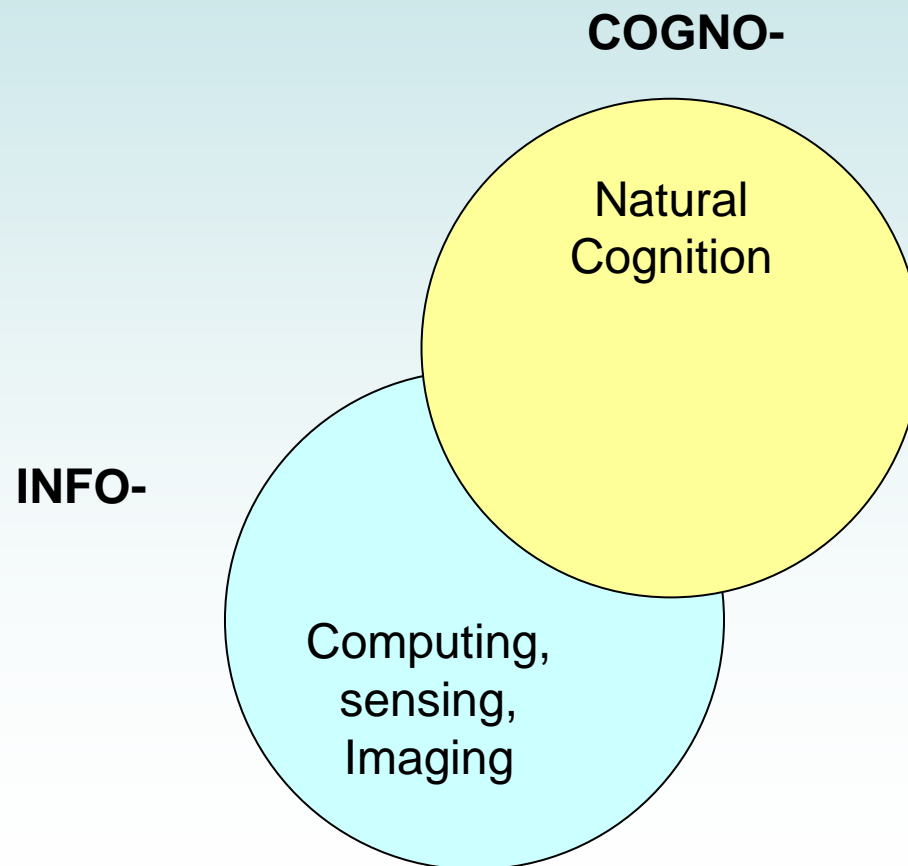 COGNO-
Natural
Cognition
INFO-
Computing,
sensing,
Imaging